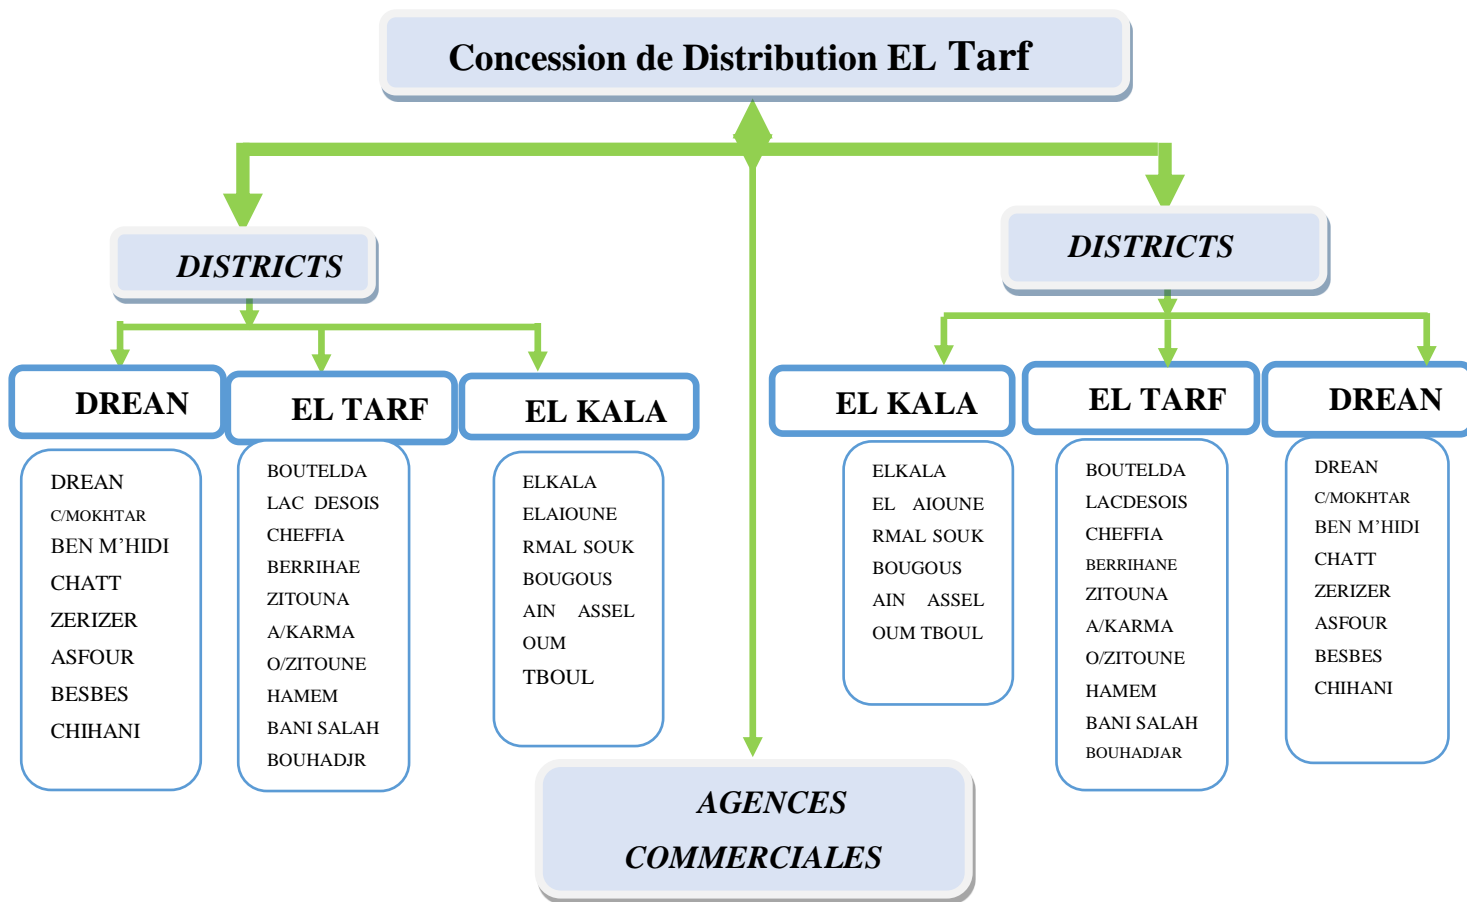 Concession de Distribution EL Tarf
DISTRICTS
DISTRICTS
DREAN
EL TARF
EL KALA
EL KALA
EL TARF
DREAN
DREAN
C/MOKHTAR
BEN M’HIDI
CHATT
ZERIZER
ASFOUR
BESBES
CHIHANI
BOUTELDA
LAC DESOIS
CHEFFIA
BERRIHAE
ZITOUNA
A/KARMA
O/ZITOUNE
HAMEM
BANI SALAH
BOUHADJR
ELKALA
ELAIOUNE
RMAL SOUK
BOUGOUS
AIN ASSEL
OUM
TBOUL
ELKALA
EL AIOUNE
RMAL SOUK
BOUGOUS
AIN ASSEL
OUM TBOUL
BOUTELDA
LACDESOIS
CHEFFIA
BERRIHANE
ZITOUNA
A/KARMA
O/ZITOUNE
HAMEM
BANI SALAH
BOUHADJAR
DREAN
C/MOKHTAR
BEN M’HIDI
CHATT
ZERIZER
ASFOUR
BESBES
CHIHANI
AGENCES
COMMERCIALES